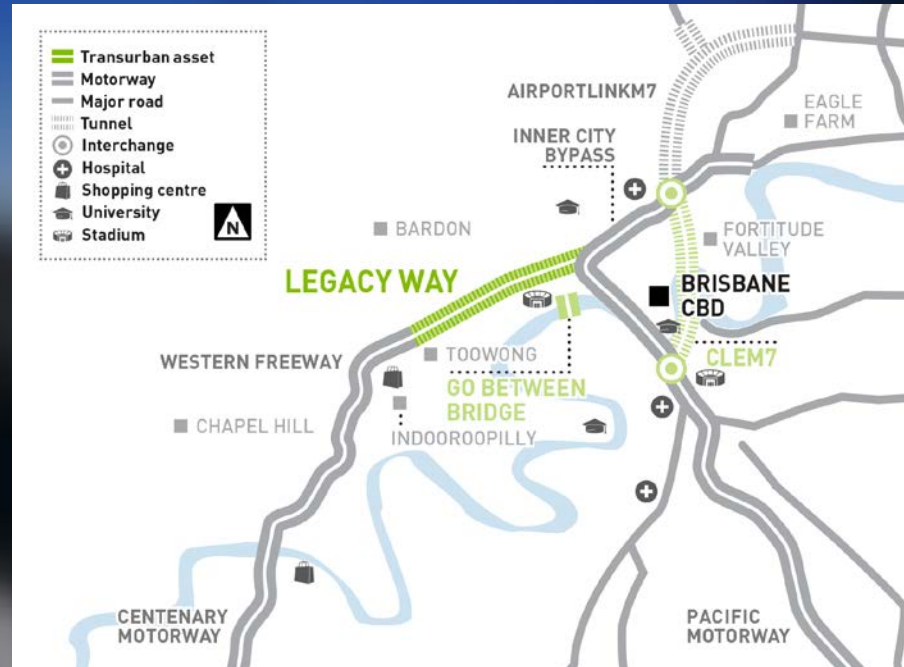 Transurban asset
Motorway
Major road
Tunnel
Interchange
Hospital
Shopping centre
University
Stadium
N
AIRPORTLINKM7
EAGLE
FARM
INNER CITY
BYPASS
BARDON
FORTITUDE
VALLEY
LEGACY WAY
BRISBANE
CBD
WESTERN FREEWAY
TOOWONG
CLEM7
GO BETWEEN
BRIDGE
CHAPEL HILL
INDOOROOPILLY
CENTENARY
MOTORWAY
PACIFIC
MOTORWAY